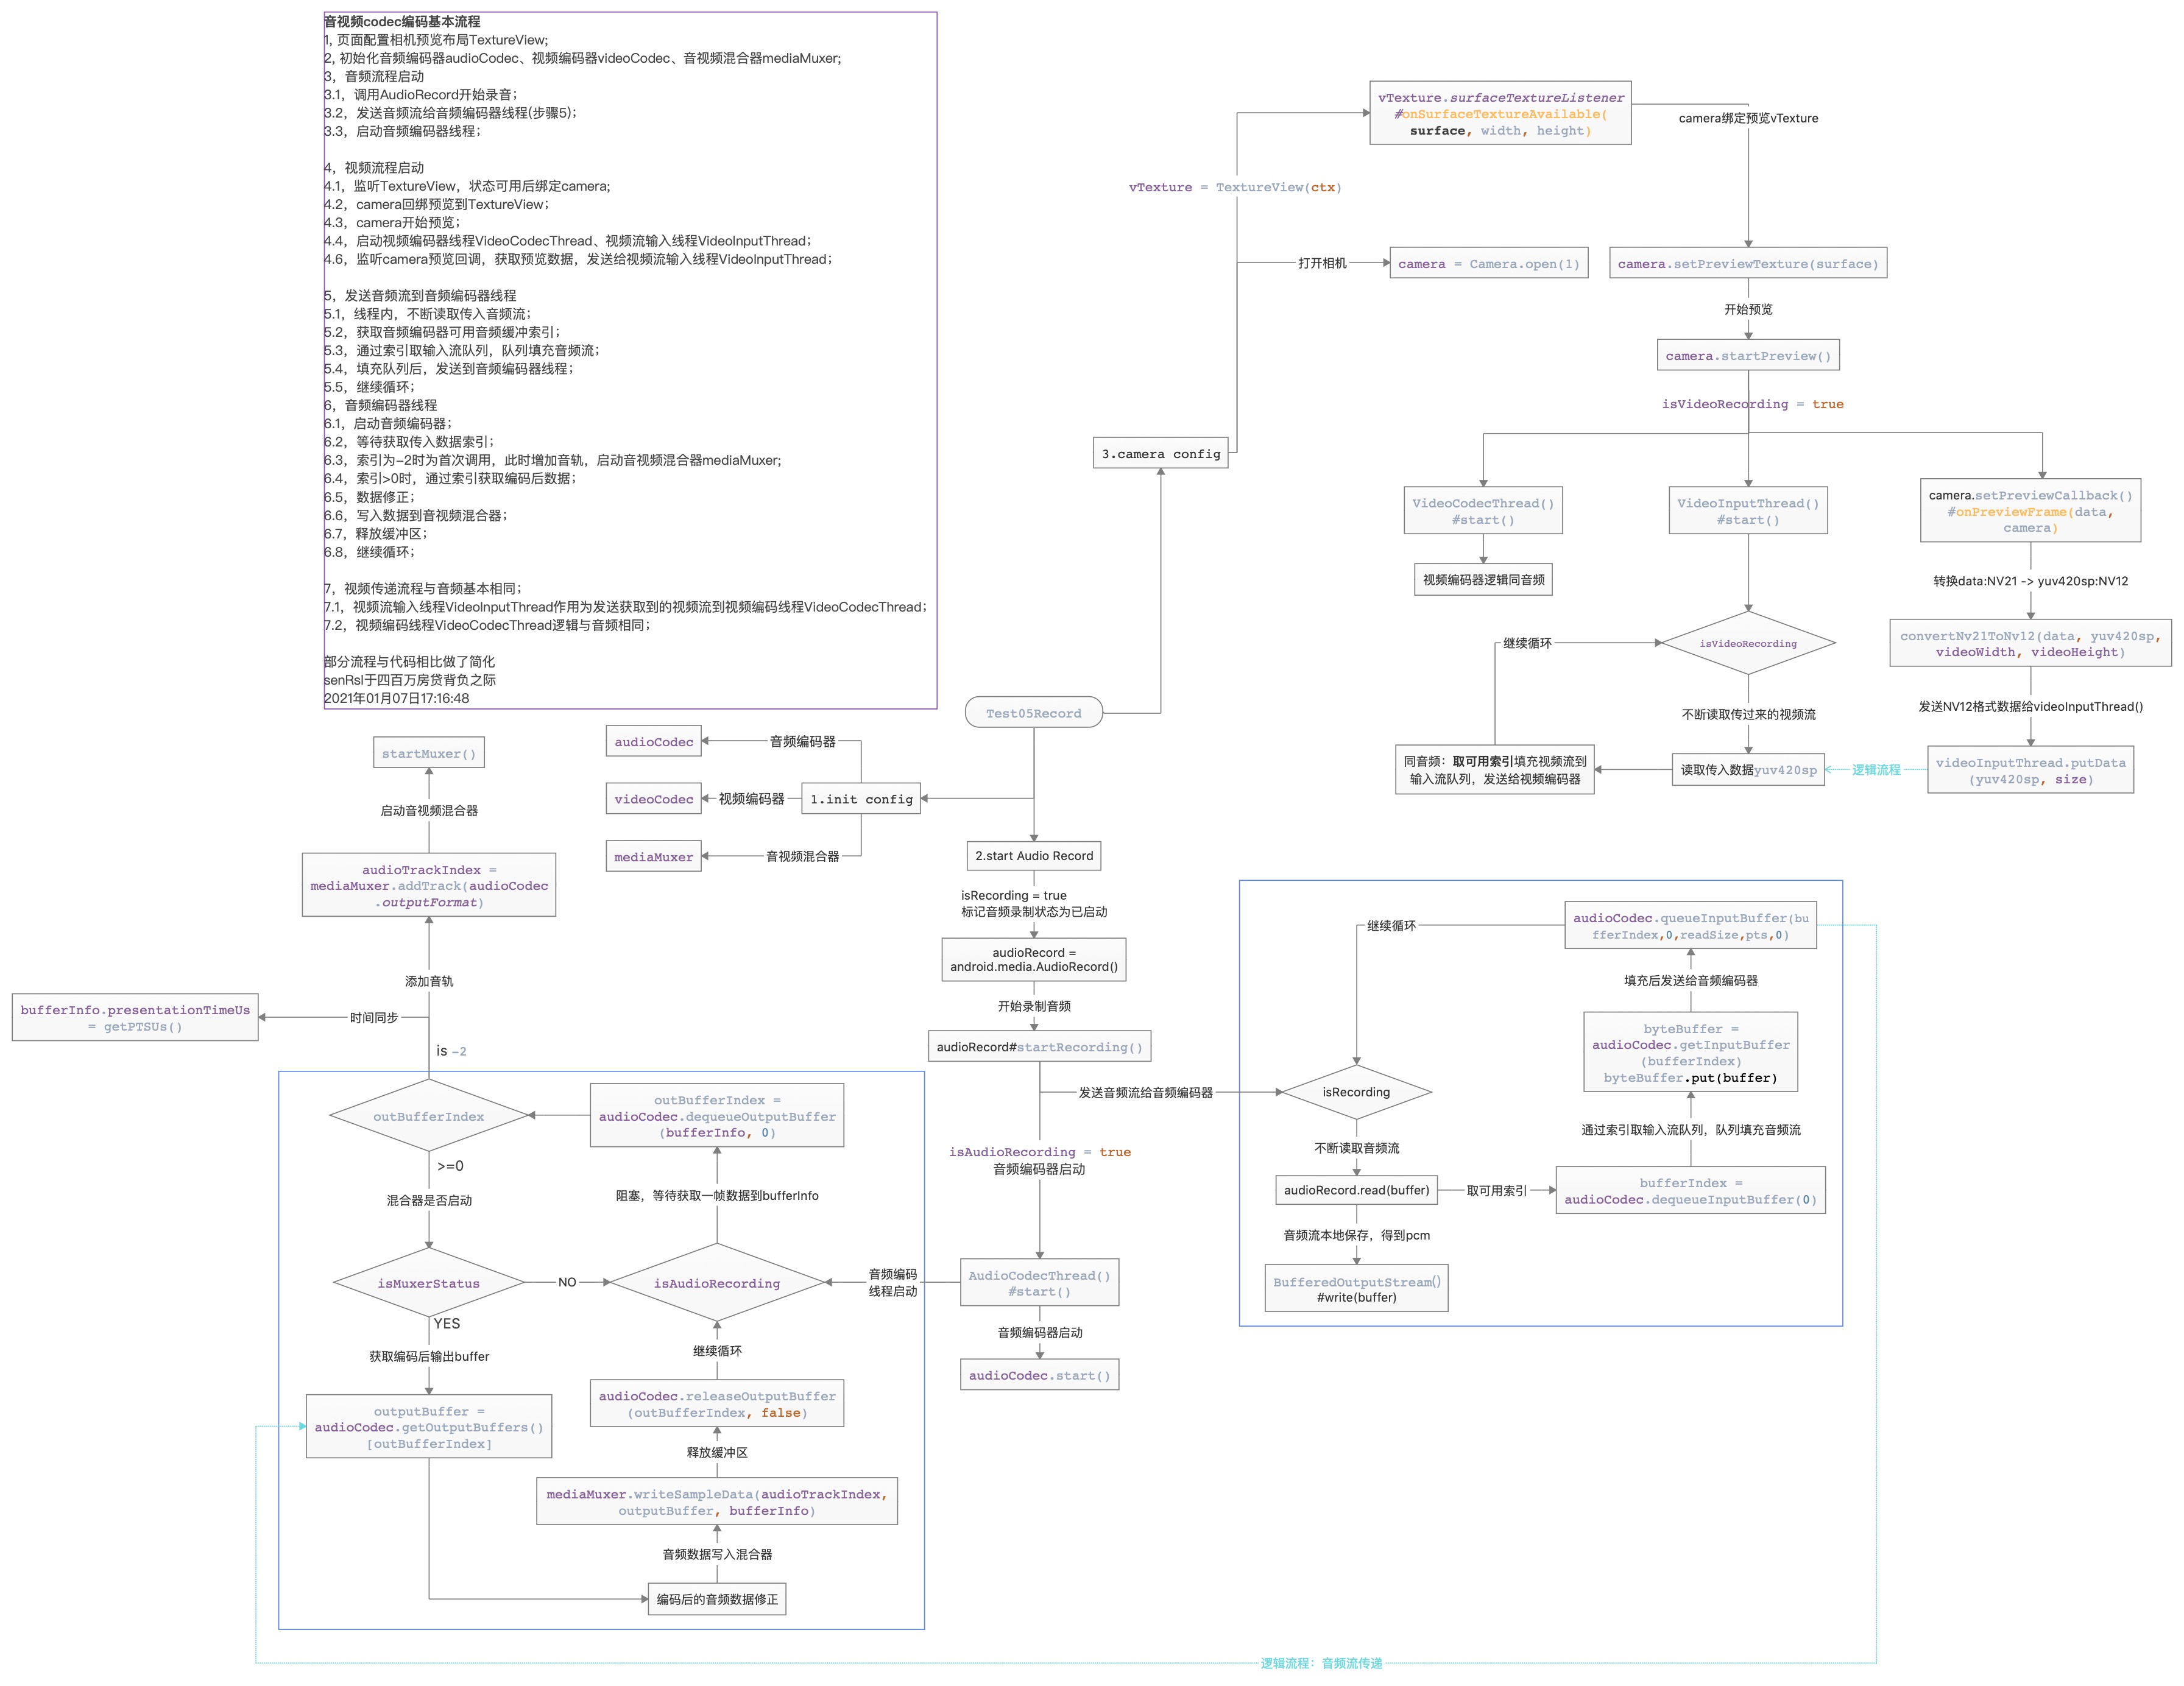 音视频codec编码基本流程
1, 页面配置相机预览布局TextureView;
2, 初始化音频编码器audioCodec、视频编码器videoCodec、音视频混合器mediaMuxer;
3，音频流程启动
3.1，调用AudioRecord开始录音；
3.2，发送音频流给音频编码器线程(步骤5)；
3.3，启动音频编码器线程；
4，视频流程启动
4.1，监听TextureView，状态可用后绑定camera;
4.2，camera回绑预览到TextureView；
4.3，camera开始预览；
4.4，启动视频编码器线程VideoCodecThread、视频流输入线程VideoInputThread；
4.6，监听camera预览回调，获取预览数据，发送给视频流输入线程VideoInputThread；
5，发送音频流到音频编码器线程
5.1，线程内，不断读取传入音频流；
5.2，获取音频编码器可用音频缓冲索引；
5.3，通过索引取输入流队列，队列填充音频流；
5.4，填充队列后，发送到音频编码器线程；
5.5，继续循环；
6，音频编码器线程
6.1，启动音频编码器；
6.2，等待获取传入数据索引；
6.3，索引为-2时为首次调用，此时增加音轨，启动音视频混合器mediaMuxer;
6.4，索引>0时，通过索引获取编码后数据；
6.5，数据修正；
6.6，写入数据到音视频混合器；
6.7，释放缓冲区；
6.8，继续循环；
7，视频传递流程与音频基本相同；
7.1，视频流输入线程VideoInputThread作用为发送获取到的视频流到视频编码线程VideoCodecThread；
7.2，视频编码线程VideoCodecThread逻辑与音频相同；
部分流程与代码相比做了简化
senRsl于四百万房贷背负之际
2021年01月07日17:16:48
vTexture.surfaceTextureListener
#onSurfaceTextureAvailable(
surface, width, height)
camera绑定预览vTexture
vTexture = TextureView(ctx)
打开相机
camera = Camera.open(1)
camera.setPreviewTexture(surface)
开始预览
camera.startPreview()
isVideoRecording = true
3.camera config
VideoCodecThread()
#start()
视频编码器逻辑同音频
VideoInputThread()
#start()
camera.setPreviewCallback()
#onPreviewFrame(data,
camera)
转换data:NV21 -> yuv420sp:NV12
convertNv21ToNv12(data, yuv420sp,
videoWidth, videoHeight)
发送NV12格式数据给videoInputThread()
videoInputThread.putData
(yuv420sp, size)
逻辑流程
继续循环
isVideoRecording
不断读取传过来的视频流
读取传入数据yuv420sp
同音频：取可用索引填充视频流到
输入流队列，发送给视频编码器
Test05Record
audioCodec
音频编码器
videoCodec
视频编码器
1.init config
mediaMuxer
音视频混合器
2.start Audio Record
isRecording = true
标记音频录制状态为已启动
audioRecord =
android.media.AudioRecord()
开始录制音频
audioRecord#startRecording()
发送音频流给音频编码器
isAudioRecording = true
音频编码器启动
AudioCodecThread()
#start()
音频编码器启动
audioCodec.start()
音频编码
线程启动
继续循环
audioCodec.queueInputBuffer(bu
fferIndex,0,readSize,pts,0)
填充后发送给音频编码器
byteBuffer =
audioCodec.getInputBuffer
(bufferIndex)
byteBuffer.put(buffer)
通过索引取输入流队列，队列填充音频流
isRecording
不断读取音频流
audioRecord.read(buffer)
取可用索引
bufferIndex =
audioCodec.dequeueInputBuffer(0)
音频流本地保存，得到pcm
BufferedOutputStream()
#write(buffer)
startMuxer()
启动音视频混合器
audioTrackIndex =
mediaMuxer.addTrack(audioCodec
.outputFormat)
添加音轨
bufferInfo.presentationTimeUs
= getPTSUs()
时间同步
is -2
outBufferIndex
outBufferIndex =
audioCodec.dequeueOutputBuffer
(bufferInfo, 0)
>=0
混合器是否启动
阻塞，等待获取一帧数据到bufferInfo
isMuxerStatus
NO
isAudioRecording
YES
获取编码后输出buffer
继续循环
outputBuffer =
audioCodec.getOutputBuffers()
[outBufferIndex]
audioCodec.releaseOutputBuffer
(outBufferIndex, false)
释放缓冲区
mediaMuxer.writeSampleData(audioTrackIndex,
outputBuffer, bufferInfo)
音频数据写入混合器
编码后的音频数据修正
逻辑流程：音频流传递